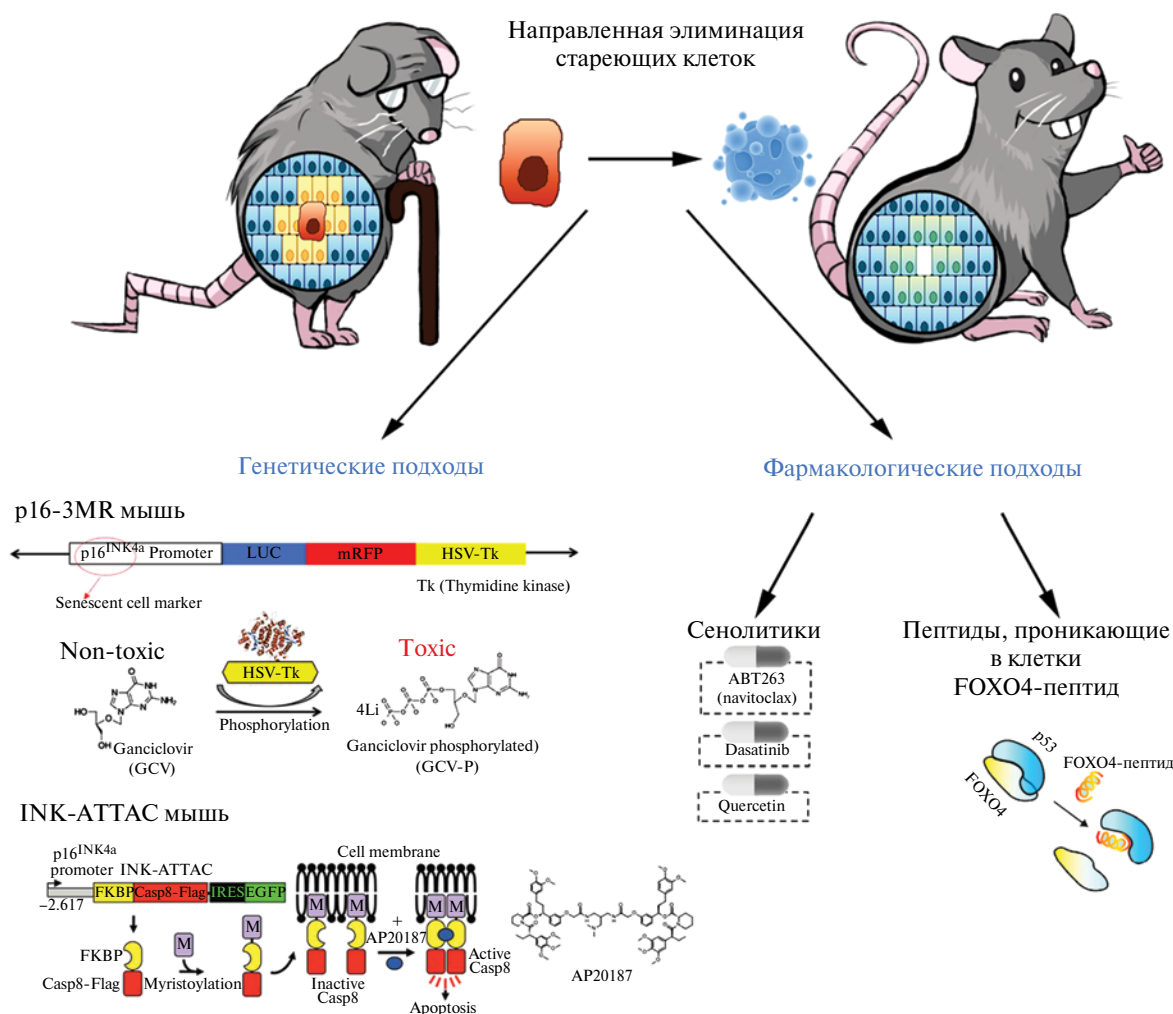 Направленная элиминация
стареющих клеток
Генетические подходы
p16-3MR мышь
p16INK4a Promoter LUC mRFP HSV-Tk
Tk (Thymidine kinase)
Senescent cell marker
Non-toxic
HSV-Tk
Toxic
Phosphorylation
4Li
Ganciclovir
(GCV)
Ganciclovir phosphorylated)
(GCV-P)
INK-ATTAC мышь
p16INK4a
promoter INK-ATTAC
FKBP Casp8-Flag IRES EGFP
−2.617
FKBP
Casp8-Flag
M
Myristoylation
M
Cell membrane
M M
Inactive
Casp8
+
AP20187
M M
Active
Casp8
Apoptosis
AP20187
Фармакологические подходы
Сенолитики
ABT263
(navitoclax)
Dasatinib
Quercetin
Пептиды, проникающие
в клетки
FOXO4-пептид
p53
FOXO4
FOXO4-пептид